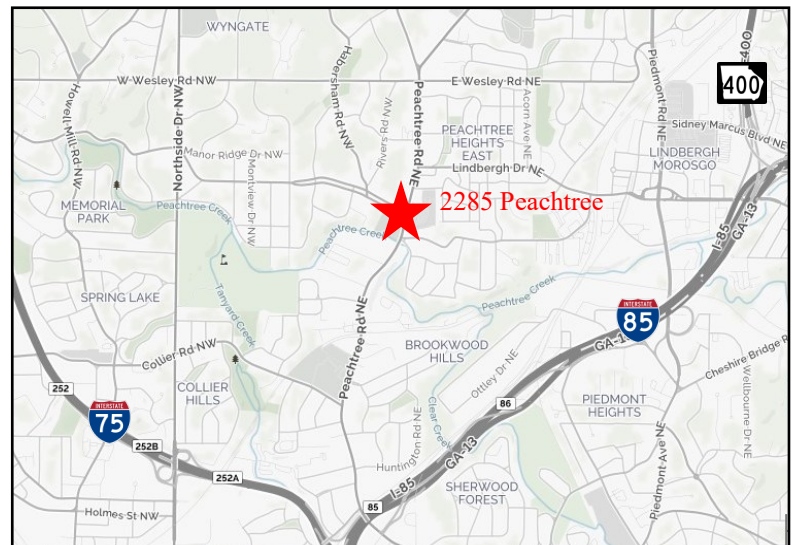 WYNGATE
GA-400
400
W Wesley Rd NW
E Wesley Rd NE
Habersham Rd NW
Peachtree Rd NE
Piedmont Rd NE
Howell Mill Rd NW
Northside Dr NW
Rivers Rd NW
Acorn Ave NE
Sidney Marcus Blvd NE
PEACHTREE
HEIGHTS
EAST
Manor Ridge Dr NW
Montview Dr NW
Lindbergh Dr NE
LINDBERGH
MOROSGO
MEMORIAL
PARK
Peachtree Creek
2285 Peachtree
Peachtree Creek
I-85
GA-13
SPRING LAKE
Tanyard Creek
Peachtree Creek
INTERSTATE
85
Collier Rd NW
Peachtree Rd NE
BROOKWOOD
HILLS
GA-13
Cheshire Bridge R
Ottley Dr NE
Wellbourne Dr NE
252
COLLIER
HILLS
86
PIEDMONT
HEIGHTS
INTERSTATE
75
Clear Creek
252B
Huntington Rd NE
GA-13
Piedmont Ave NE
252A
I-85
SHERWOOD
FOREST
85
Holmes St NW